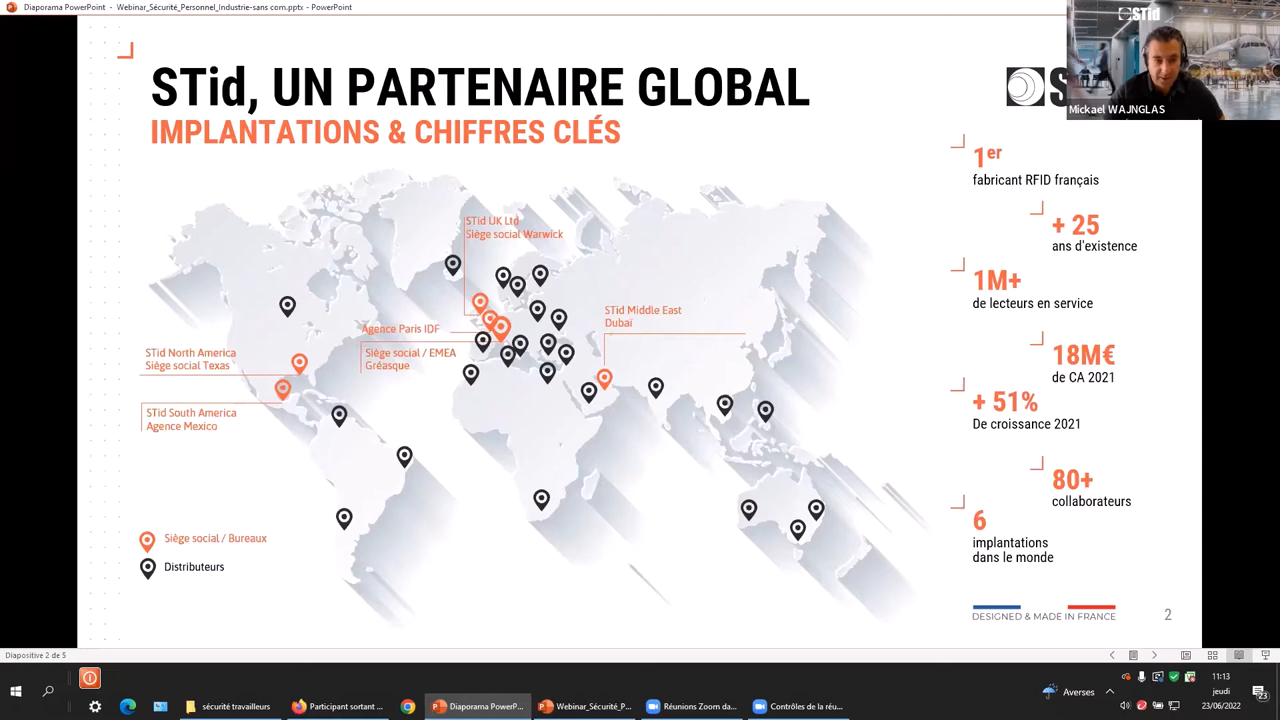 Diaporama PowerPoint - Webinar_Sécurité_Personnel_Industrie-sans com.pptx - PowerPoint
STid
Mickael WAJNGLAS
STid, UN PARTENAIRE GLOBAL
IMPLANTATIONS & CHIFFRES CLÉS
STid UK Ltd
Siège social Warwick
Agence Paris IDF
Siège social / EMEA
Gréasque
STid Middle East
Dubaï
STid North America
Siège social Texas
STid South America
Agence Mexico
Siège social / Bureaux
Distributeurs
1er
fabricant RFID français
+ 25
ans d'existence
1M+
de lecteurs en service
18M€
de CA 2021
+ 51%
De croissance 2021
80+
collaborateurs
6
implantations
dans le monde
DESIGNED & MADE IN FRANCE
2
Diapositive 2 de 5
sécurité travailleurs
Participant sortant ...
Diaporama PowerP...
Webinar_Sécurité_P...
Réunions Zoom da...
Contrôles de la réu...
Averses
11:13
jeudi
23/06/2022